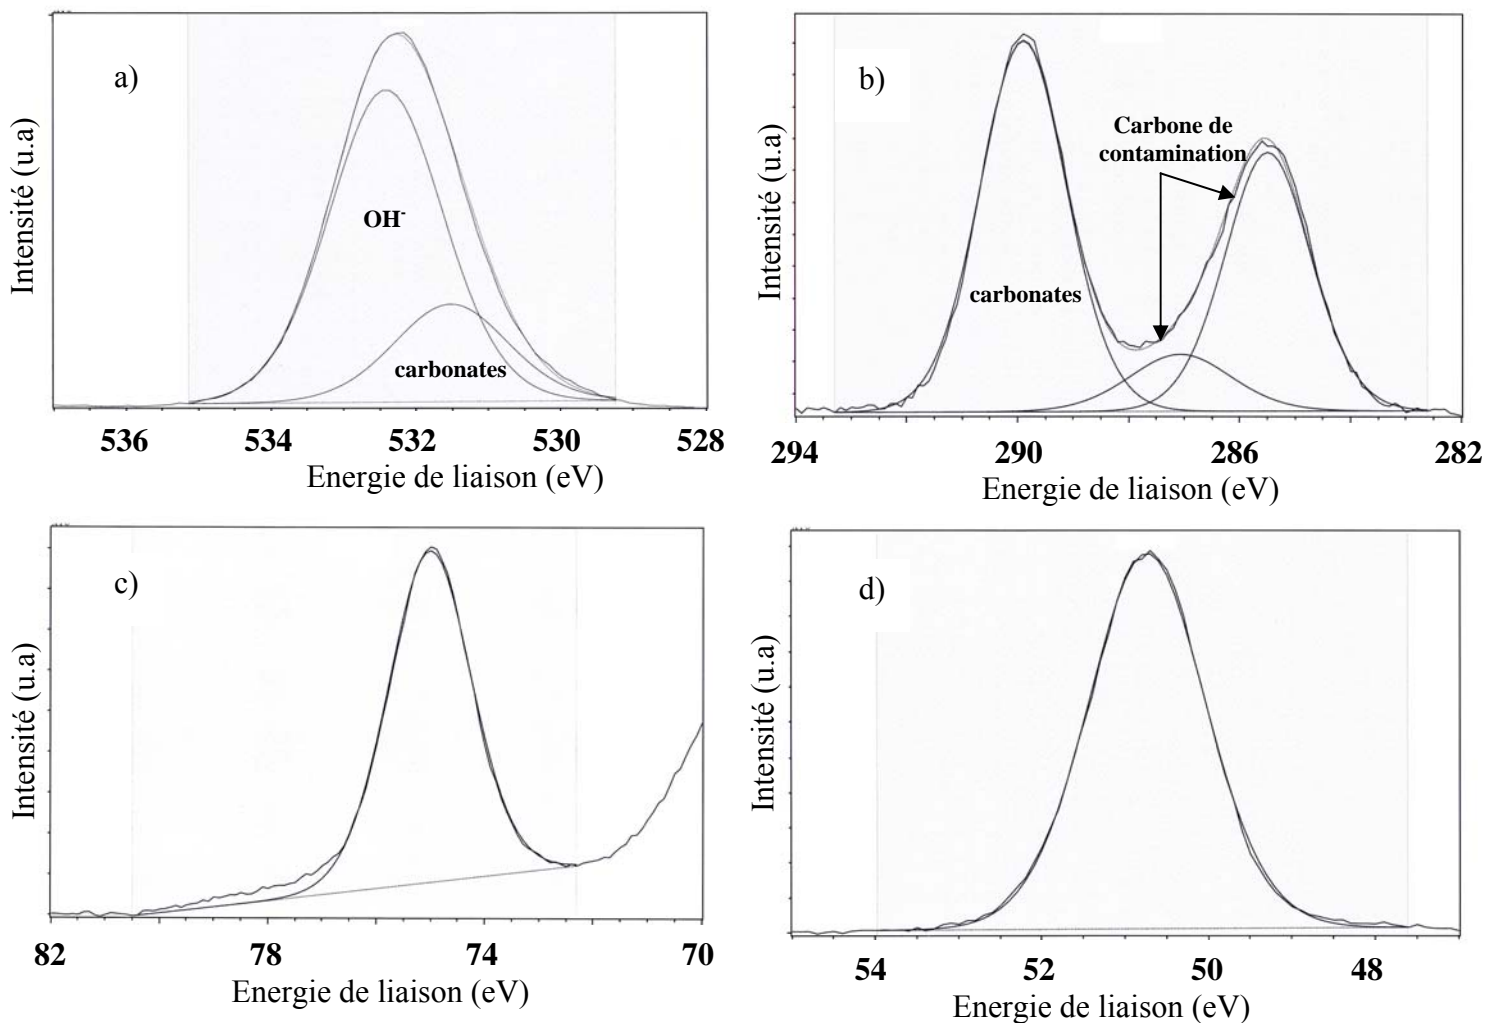 a)
Intensité (u.a)
OH-
carbonates
536 534 532 530 528
Energie de liaison (eV)
b)
Intensité (u.a)
Carbone de
contamination
carbonates
294 290 286 282
Energie de liaison (eV)
c)
Intensité (u.a)
82 78 74 70
Energie de liaison (eV)
d)
Intensité (u.a)
54 52 50 48
Energie de liaison (eV)